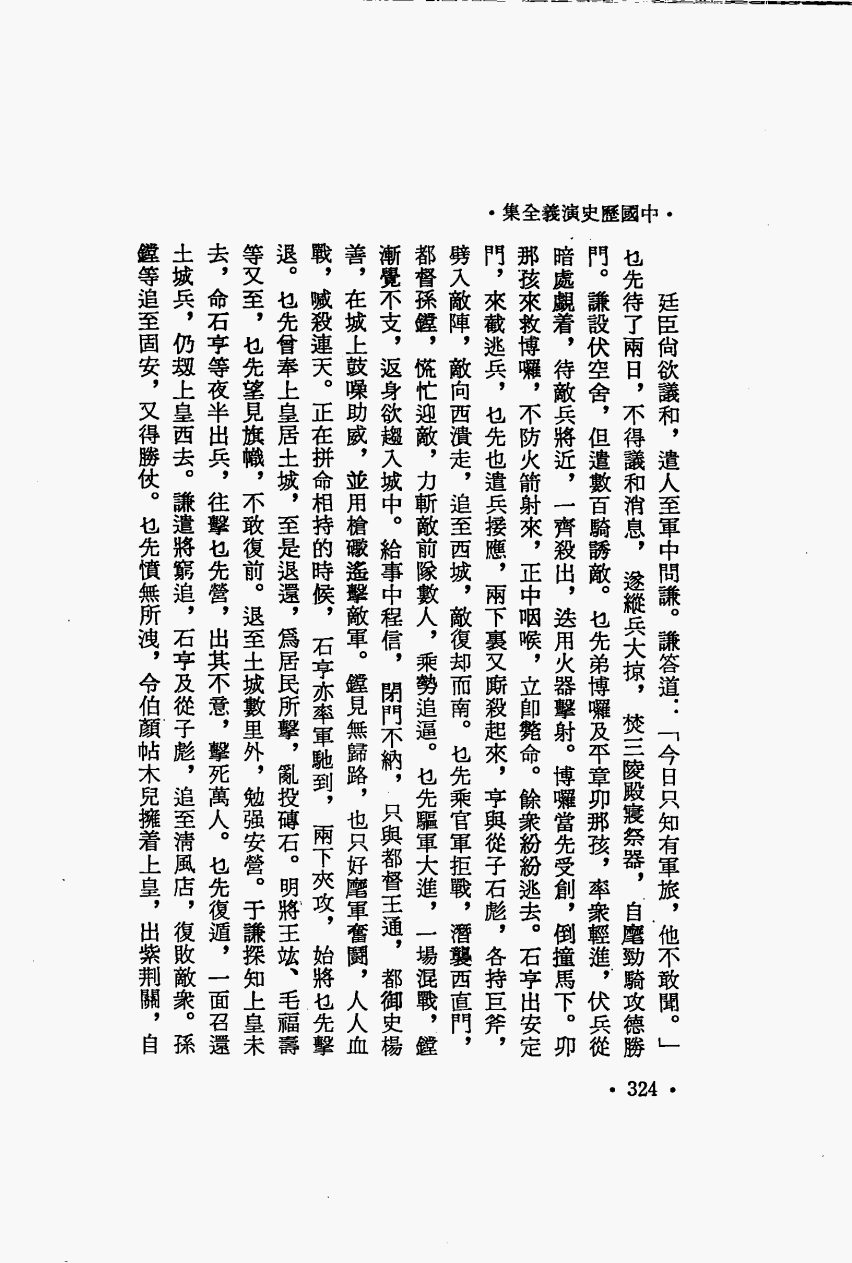 •中國歷史演義全集•
廷臣尙欲議和，遣人至軍中問謙。謙答道：「今日只知有軍旅，他不敢聞。」
乜先待了兩日，不得議和消息，遂縱兵大掠，焚三陵殿寢祭器，自麾勁騎攻德勝
門。謙設伏空舍，但遣數百騎誘敵。乜先弟博囉及平章卯那孩，率衆輕進，伏兵從
暗處覷着，待敵兵將近，一齊殺出，迭用火器擊射。博囉當先受創，倒撞馬下。卯
那孩來救博囉，不防火箭射來，正中咽喉，立卽斃命。餘衆紛紛逃去。石亨出安定
門，來截逃兵，乜先也遣兵接應，兩下裏又廝殺起來，亨與從子石彪，各持巨斧，
劈入敵陣，敵向西潰走，追至西城，敵復却而南。乜先乘官軍拒戰，潛襲西直門，
都督孫鏜，慌忙迎敵，力斬敵前隊數人，乘勢追逼。乜先驅軍大進，一場混戰，鏜
漸覺不支，返身欲趨入城中。給事中程信，閉門不納，只與都督王通，都御史楊
善，在城上鼓噪助威，並用槍礮遙擊敵軍。鏜見無歸路，也只好麾軍奮鬭，人人血
戰，喊殺連天。正在拼命相持的時候，石亨亦率軍馳到，兩下夾攻，始將乜先擊
退。乜先曾奉上皇居土城，至是退還，爲居民所擊，亂投磚石。明將王竑、毛福壽
等又至，乜先望見旗幟，不敢復前。退至土城數里外，勉强安營。于謙探知上皇未
去，命石亨等夜半出兵，往擊乜先營，出其不意，擊死萬人。乜先復遁，一面召還
土城兵，仍刼上皇西去。謙遣將窮追，石亨及從子彪，追至淸風店，復敗敵衆。孫
鏜等追至固安，又得勝仗。乜先憤無所洩，令伯顏帖木兒擁着上皇，出紫荆關，自
•324•